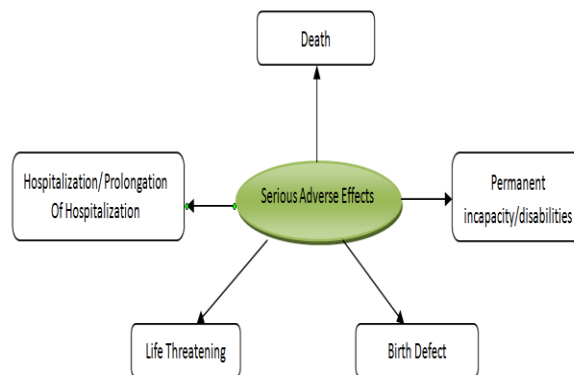 Death
Hospitalization/ Prolongation
Of Hospitalization
Serious Adverse Effects
Permanent
incapacity/disabilities
Life Threatening
Birth Defect